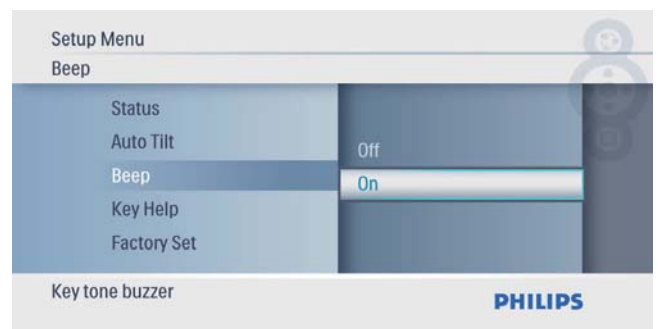 Setup Menu
Beep
Status
Auto Tilt
Off
Beep
On
Key Help
Factory Set
Key tone buzzer
PHILIPS